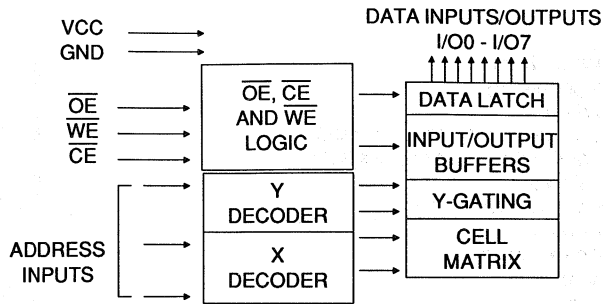 DATA INPUTS/OUTPUTS
I/O0 - I/O7
VCC
GND
OE
WE
CE
OE, CE
AND WE
LOGIC
DATA LATCH
INPUT/OUTPUT
BUFFERS
Y
DECODER
Y-GATING
ADDRESS
INPUTS
X
DECODER
CELL
MATRIX